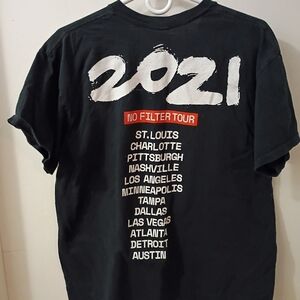 2021
NO FILTER TOUR
ST. LOUIS
CHARLOTTE
PITTSBURGH
NASHVILLE
LOS ANGELES
MINNEAPOLIS
TAMPA
DALLAS
LAS VEGAS
ATLANTA
DETROIT
AUSTIN